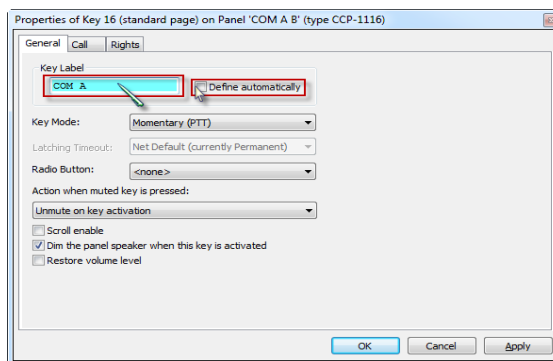 Properties of Key 16 (standard page) on Panel 'COM A B' (type CCP-1116)
General Call Rights
Key Label
COM A Define automatically
Key Mode: Momentary (PTT)
Latching Timeout: Net Default (currently Permanent)
Radio Button: <none>
Action when muted key is pressed:
Unmute on key activation
Scroll enable
Dim the panel speaker when this key is activated
Restore volume level
OK Cancel Apply